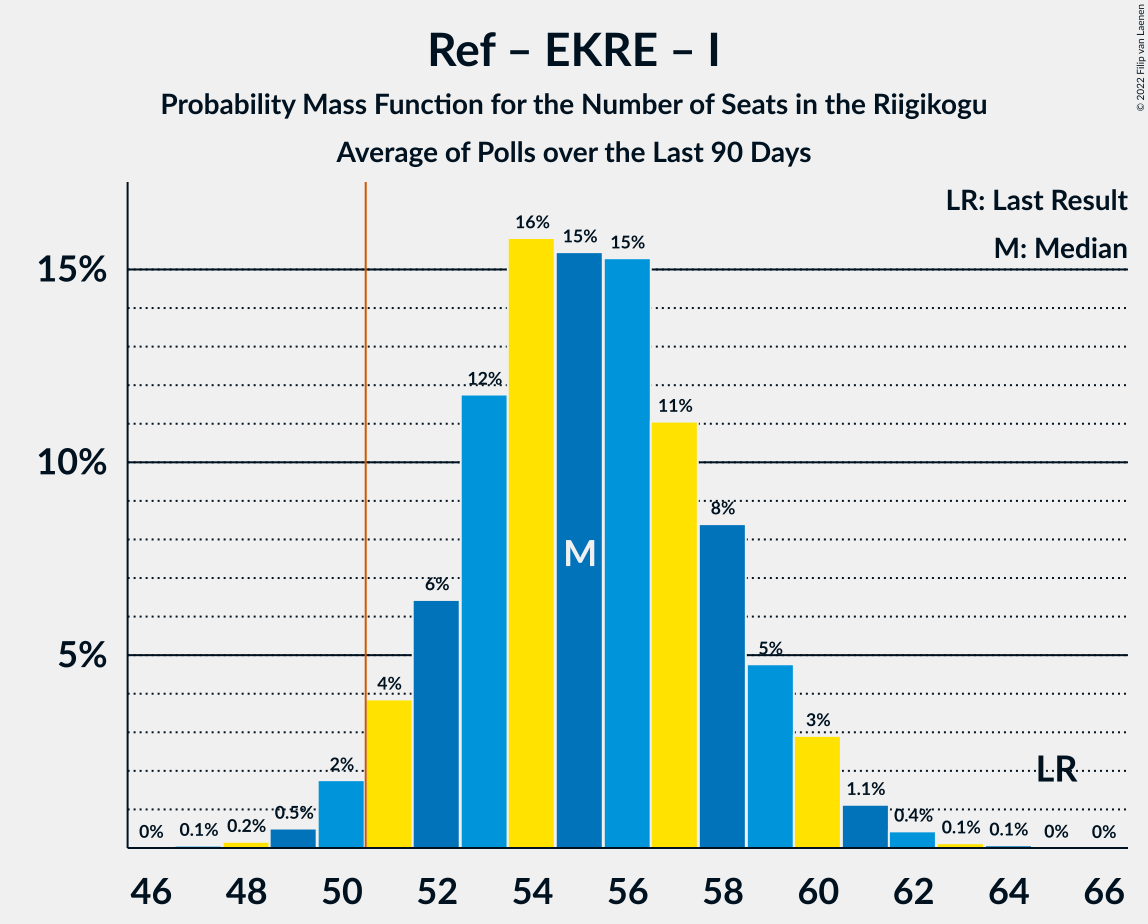 Ref – EKRE – I
Probability Mass Function for the Number of Seats in the Riigikogu
Average of Polls over the Last 90 Days
© 2022 Filip van Laenen
LR: Last Result
M: Median
15%
10%
5%
0%
0.1%
0.2%
0.5%
2%
4%
6%
12%
16%
15%
15%
11%
8%
5%
3%
1.1%
0.4%
0.1%
0.1%
0%
0%
M
LR
46 48 50 52 54 56 58 60 62 64 66